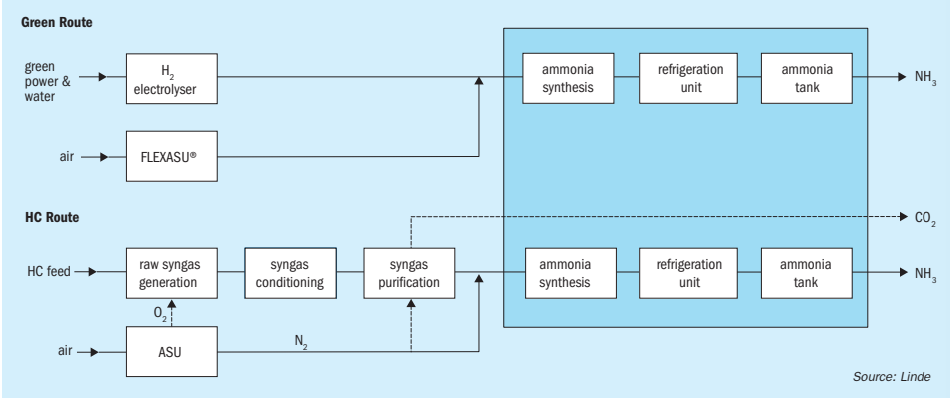 Green Route
green
power &
water
H₂
electrolyser
ammonia
synthesis
refrigeration
unit
ammonia
tank
NH₃
air
FLEXASU®
HC Route
CO₂
HC feed
raw syngas
generation
syngas
conditioning
syngas
purification
ammonia
synthesis
refrigeration
unit
ammonia
tank
NH₃
O₂
air
ASU
N₂
Source: Linde